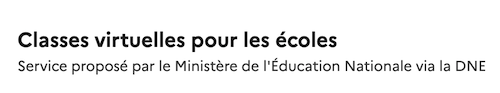 Classes virtuelles pour les écoles
Service proposé par le Ministère de l'Éducation Nationale via la DNE